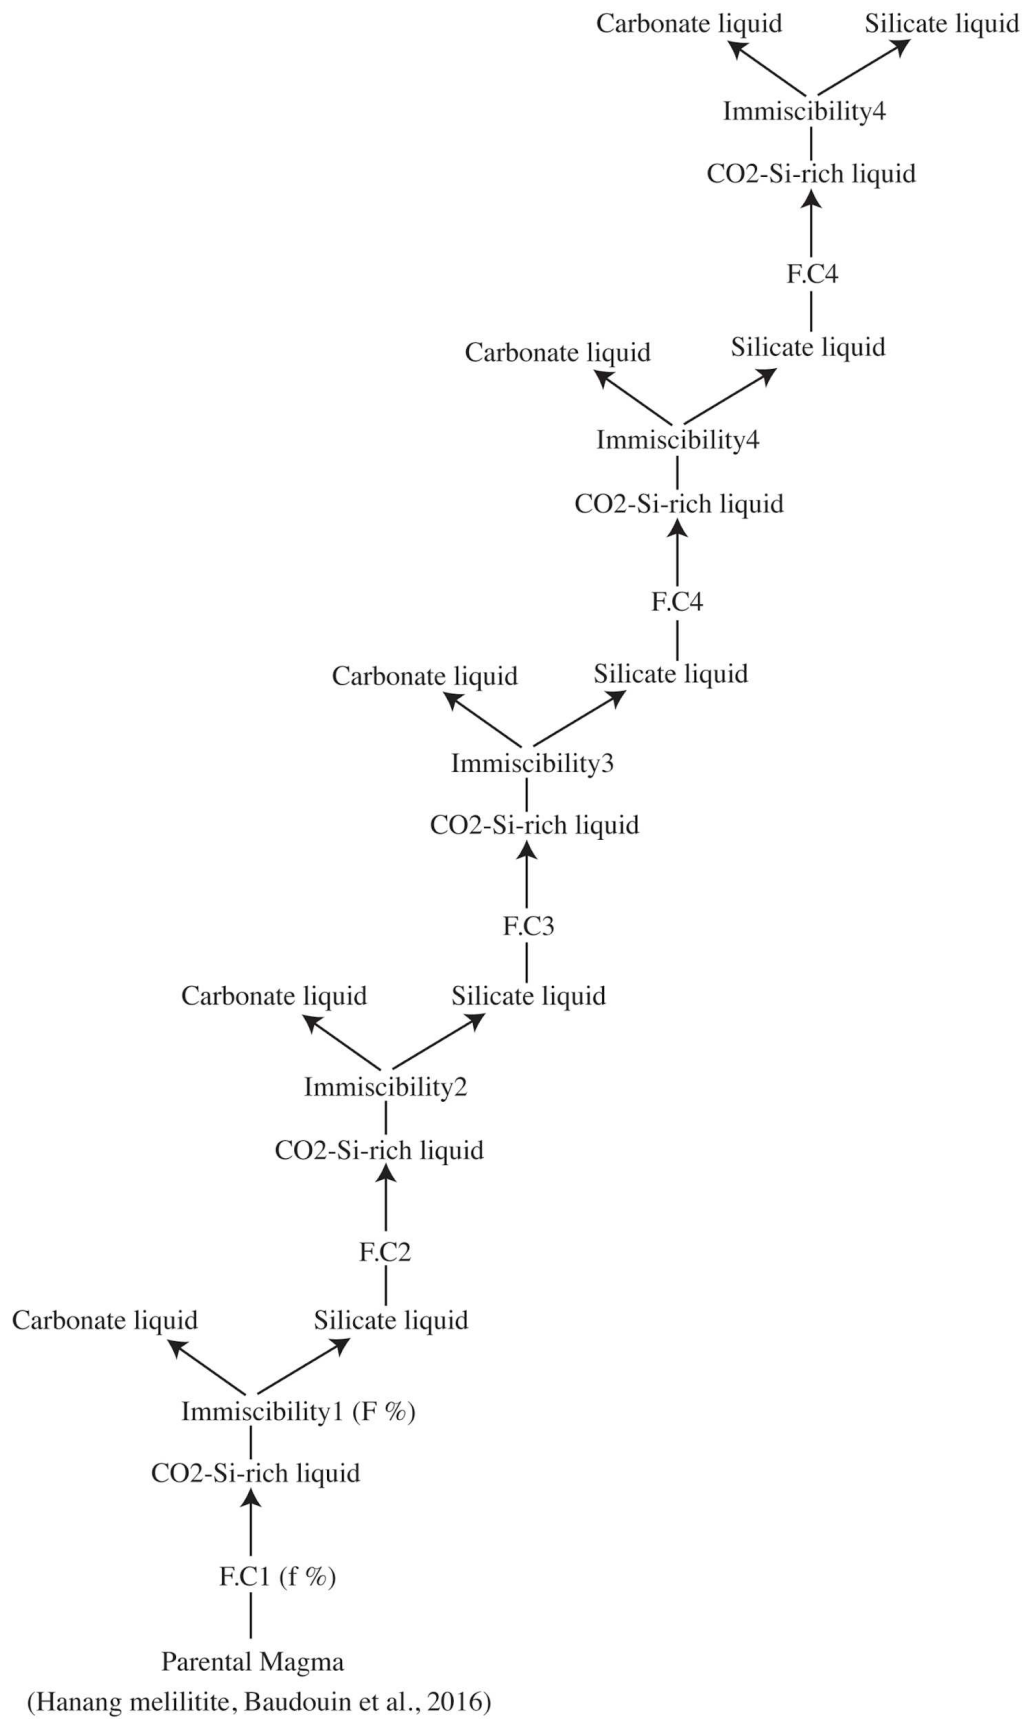 Carbonate liquid Silicate liquid
Immiscibility4
CO2-Si-rich liquid
F.C4
Carbonate liquid Silicate liquid
Immiscibility4
CO2-Si-rich liquid
F.C4
Carbonate liquid Silicate liquid
Immiscibility3
CO2-Si-rich liquid
F.C3
Carbonate liquid Silicate liquid
Immiscibility2
CO2-Si-rich liquid
F.C2
Carbonate liquid Silicate liquid
Immiscibility1 (F %)
CO2-Si-rich liquid
F.C1 (f %)
Parental Magma
(Hanang melilitite, Baudouin et al., 2016)